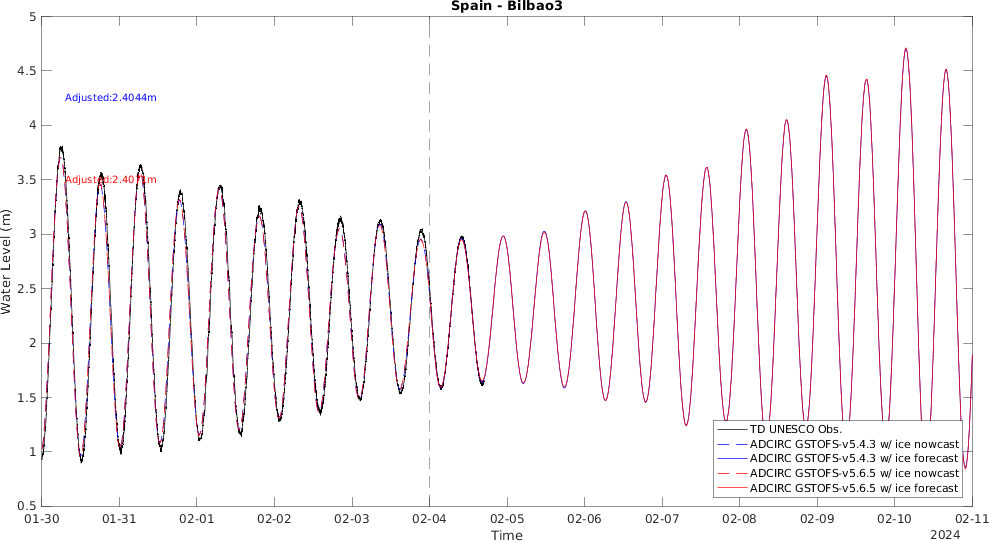 Spain - Bilbao3
5
4.5
4
3.5
3
2.5
2
1.5
1
0.5
Water Level (m)
Adjusted:2.4044m
TD UNESCO Obs.
ADCIRC GSTOFS-v5.4.3 w/ ice nowcast
ADCIRC GSTOFS-v5.4.3 w/ ice forecast
ADCIRC GSTOFS-v5.6.5 w/ ice nowcast
ADCIRC GSTOFS-v5.6.5 w/ ice forecast
01-30 01-31 02-01 02-02 02-03 02-04 02-05 02-06 02-07 02-08 02-09 02-10 02-11
Time
2024